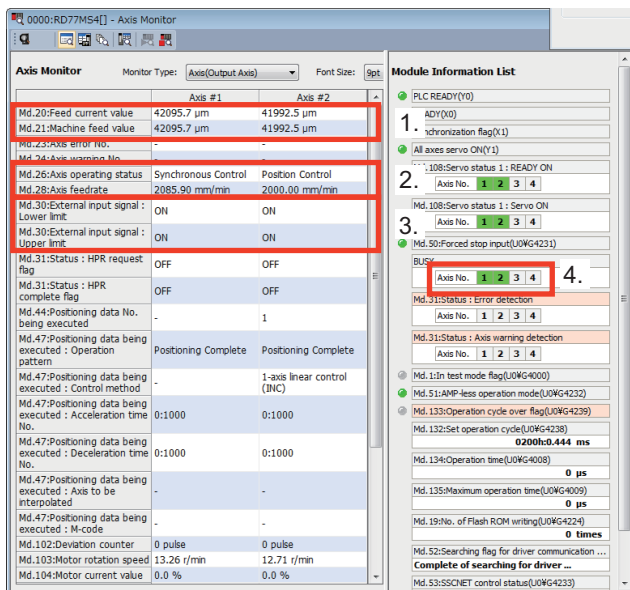 0000:RD77MS4[] - Axis Monitor
Axis Monitor Monitor Type: Axis(Output Axis) Font Size: 9pt
Axis #1 Axis #2
Md.20:Feed current value 42095.7 µm 41992.5 µm
Md.21:Machine feed value 42095.7 µm 41992.5 µm
Md.23:Axis error No. - -
Md.24:Axis warning No. - -
Md.26:Axis operating status Synchronous Control Position Control
Md.28:Axis feedrate 2085.90 mm/min 2000.00 mm/min
Md.30:External input signal :
Lower limit ON ON
Md.30:External input signal :
Upper limit ON ON
Md.31:Status : HPR request
flag OFF OFF
Md.31:Status : HPR
complete flag OFF OFF
Md.44:Positioning data No.
being executed - 1
Md.47:Positioning data being
executed : Operation
pattern Positioning Complete Positioning Complete
Md.47:Positioning data being
executed : Control method - 1-axis linear control
(INC)
Md.47:Positioning data being
executed : Acceleration time
No. 0:1000 0:1000
Md.47:Positioning data being
executed : Deceleration time
No. 0:1000 0:1000
Md.47:Positioning data being
executed : Axis to be
interpolated - -
Md.47:Positioning data being
executed : M-code - -
Md.102:Deviation counter 0 pulse 0 pulse
Md.103:Motor rotation speed 13.26 r/min 12.71 r/min
Md.104:Motor current value 0.0 % 0.0 %
Module Information List
PLC READY(Y0)
1. ADY(X0)
nchronization flag(X1)
All axes servo ON(Y1)
2. .108:Servo status 1 : READY ON
Axis No. 1 2 3 4
Md.108:Servo status 1 : Servo ON
3. Axis No. 1 2 3 4
Md.50:Forced stop input(U0¥G4231)
BUSY
Axis No. 1 2 3 4 4.
Md.31:Status : Error detection
Axis No. 1 2 3 4
Md.31:Status : Axis warning detection
Axis No. 1 2 3 4
Md.1:In test mode flag(U0¥G4000)
Md.51:AMP-less operation mode(U0¥G4232)
Md.133:Operation cycle over flag(U0¥G4239)
Md.132:Set operation cycle(U0¥G4238)
0200h:0.444 ms
Md.134:Operation time(U0¥G4008)
0 µs
Md.135:Maximum operation time(U0¥G4009)
0 µs
Md.19:No. of Flash ROM writing(U0¥G4224)
0 times
Md.52:Searching flag for driver communication ...
Complete of searching for driver ...
Md.53:SSCNET control status(U0¥G4233)